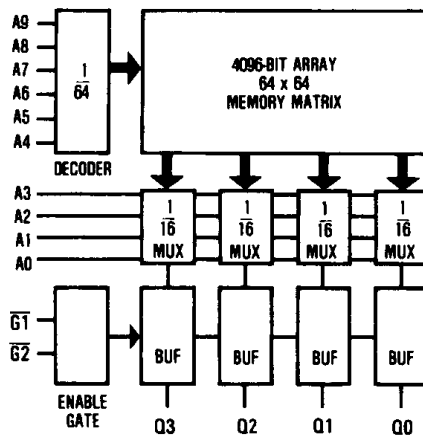 A9
A8
A7
A6
A5
A4
1
64
DECODER
4096-BIT ARRAY
64 x 64
MEMORY MATRIX
A3
A2
A1
A0
1
16
MUX
1
16
MUX
1
16
MUX
1
16
MUX
G1
G2
ENABLE
GATE
BUF
BUF
BUF
BUF
Q3
Q2
Q1
Q0